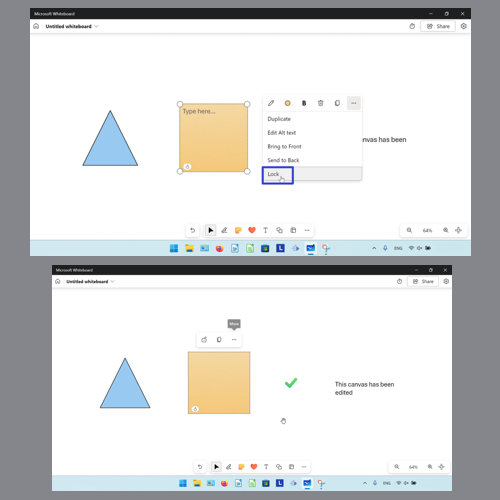 Microsoft Whiteboard
Untitled whiteboard
Share
Type here...
Duplicate
Edit Alt text
Bring to Front
Send to Back
Lock
nvas has been
64%
ENG
Microsoft Whiteboard
Untitled whiteboard
Share
More
This canvas has been
edited
64%
ENG